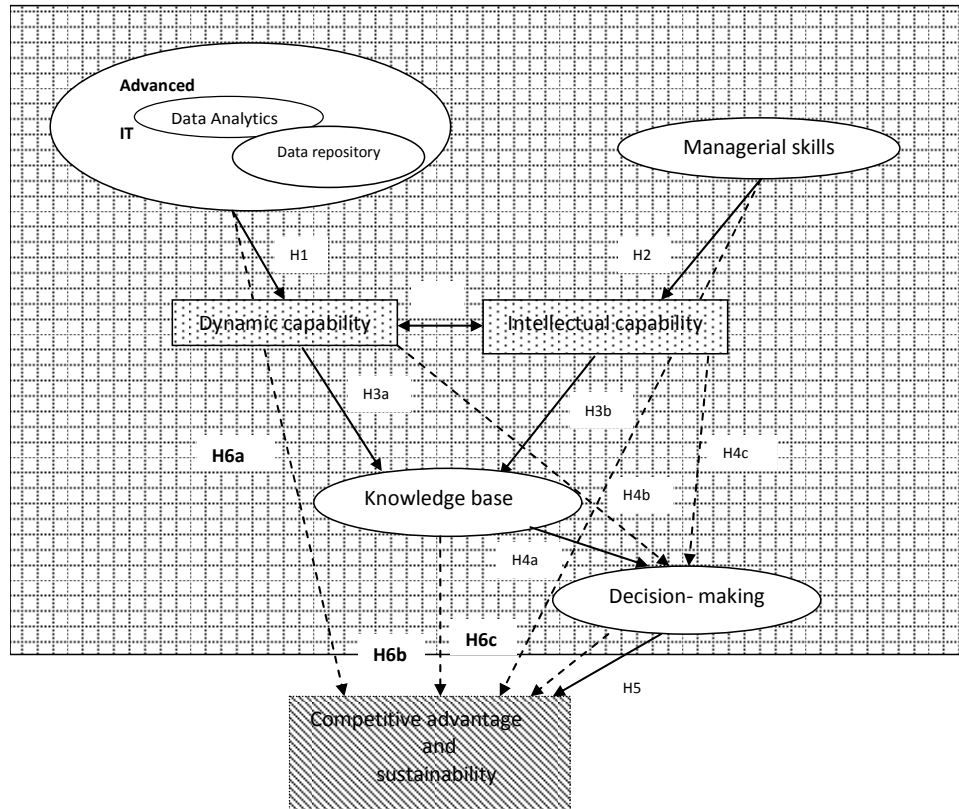 Advanced
IT
Data Analytics
Data repository
Managerial skills
H1
H2
Dynamic capability
Intellectual capability
H3a
H3b
H6a
H4c
Knowledge base
H4b
H4a
Decision- making
H6b
H6c
H5
Competitive advantage
and
sustainability